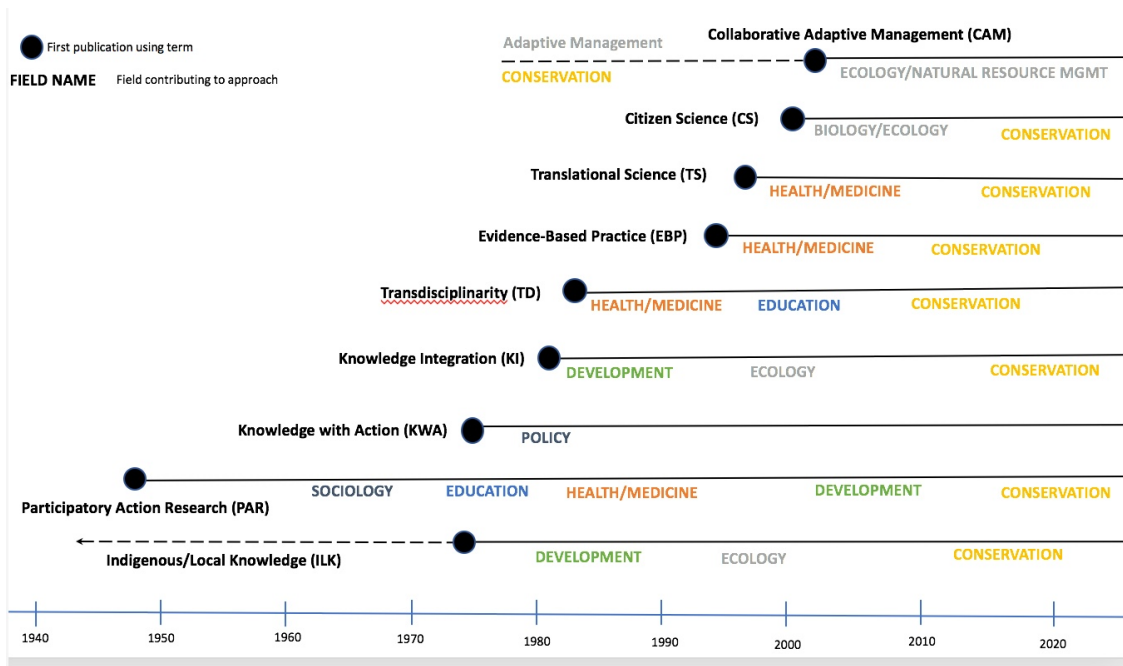 First publication using term
FIELD NAME Field contributing to approach
Collaborative Adaptive Management (CAM)
Adaptive Management
CONSERVATION
ECOLOGY/NATURAL RESOURCE MGMT
Citizen Science (CS)
BIOLOGY/ECOLOGY CONSERVATION
Translational Science (TS)
HEALTH/MEDICINE CONSERVATION
Evidence-Based Practice (EBP)
HEALTH/MEDICINE CONSERVATION
Transdisciplinarity (TD)
HEALTH/MEDICINE EDUCATION CONSERVATION
Knowledge Integration (KI)
DEVELOPMENT ECOLOGY CONSERVATION
Knowledge with Action (KWA)
POLICY
SOCIOLOGY EDUCATION HEALTH/MEDICINE DEVELOPMENT CONSERVATION
Participatory Action Research (PAR)
Indigenous/Local Knowledge (ILK)
DEVELOPMENT ECOLOGY CONSERVATION
1940 1950 1960 1970 1980 1990 2000 2010 2020